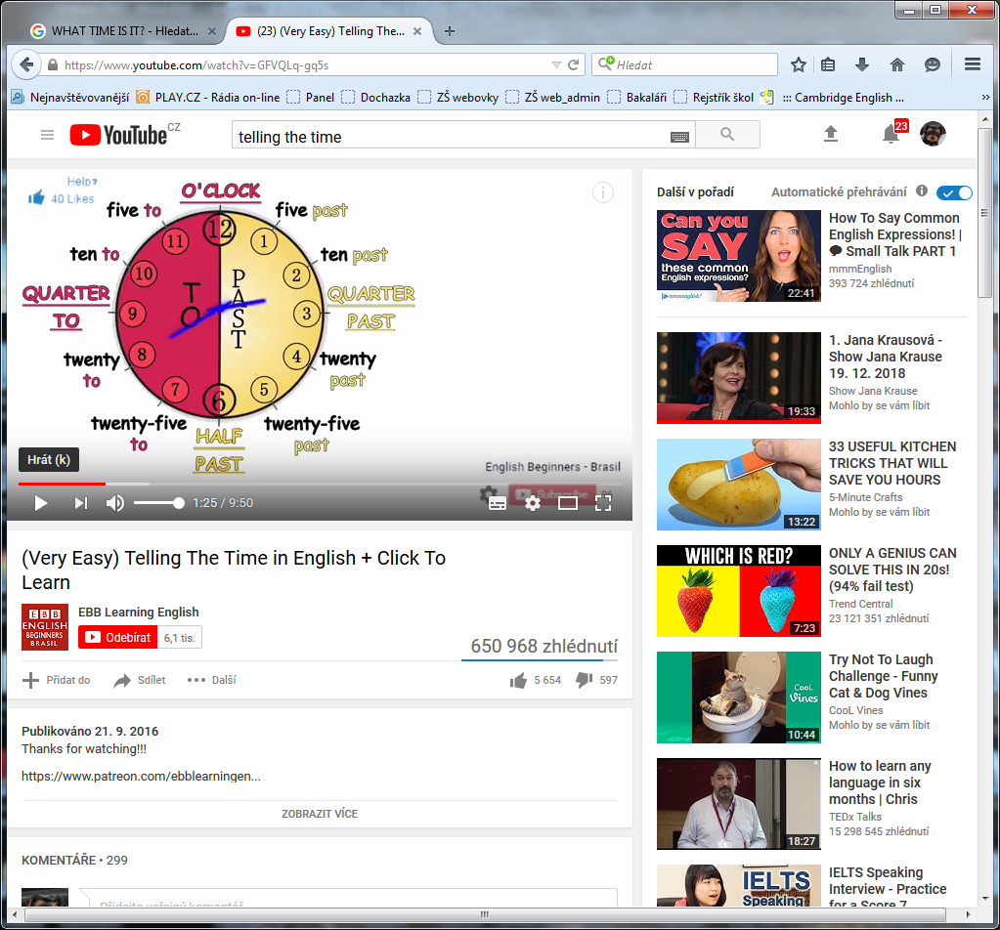 WHAT TIME IS IT? - Hledat...
(23) (Very Easy) Telling The...
https://www.youtube.com/watch?v=GFVQLq-gq5s
Hledat
Nejnavštěvovanější
PLAY.CZ - Rádia on-line
Panel
Dochazka
ZŠ webovky
ZŠ web_admin
Bakaláři
Rejstřík škol
::: Cambridge English ...
YouTube CZ
telling the time
23
Help?
40 Likes
O'CLOCK
five to
five past
ten to
ten past
QUARTER TO
QUARTER PAST
twenty to
twenty past
twenty-five to
twenty-five past
HALF PAST
12
1
2
3
4
5
6
7
8
9
10
11
TO
PAST
Hrát (k)
English Beginners - Brasil
Subscribe
1:25 / 9:50
(Very Easy) Telling The Time in English + Click To
Learn
EBB
ENGLISH
BEGINNERS
BRASIL
EBB Learning English
Odebírat
6,1 tis.
650 968 zhlédnutí
Přidat do
Sdílet
Další
5 654
597
Publikováno 21. 9. 2016
Thanks for watching!!!
https://www.patreon.com/ebblearningen...
ZOBRAZIT VÍCE
KOMENTÁŘE • 299
Přidejte veřejný komentář
Další v pořadí
Automatické přehrávání
Can you
SAY
these common
English expressions?
mmmenglish!
22:41
How To Say Common
English Expressions! |
Small Talk PART 1
mmmEnglish
393 724 zhlédnutí
19:33
1. Jana Krausová -
Show Jana Krause
19. 12. 2018
Show Jana Krause
Mohlo by se vám líbit
13:22
33 USEFUL KITCHEN
TRICKS THAT WILL
SAVE YOU HOURS
5-Minute Crafts
Mohlo by se vám líbit
WHICH IS RED?
7:23
ONLY A GENIUS CAN
SOLVE THIS IN 20s!
(94% fail test)
Trend Central
23 121 351 zhlédnutí
CooL
Vines
10:44
Try Not To Laugh
Challenge - Funny
Cat & Dog Vines
CooL Vines
Mohlo by se vám líbit
18:27
How to learn any
language in six
months | Chris
TEDx Talks
15 298 545 zhlédnutí
IELTS
Speaking
IELTS Speaking
Interview - Practice
for a Score 7